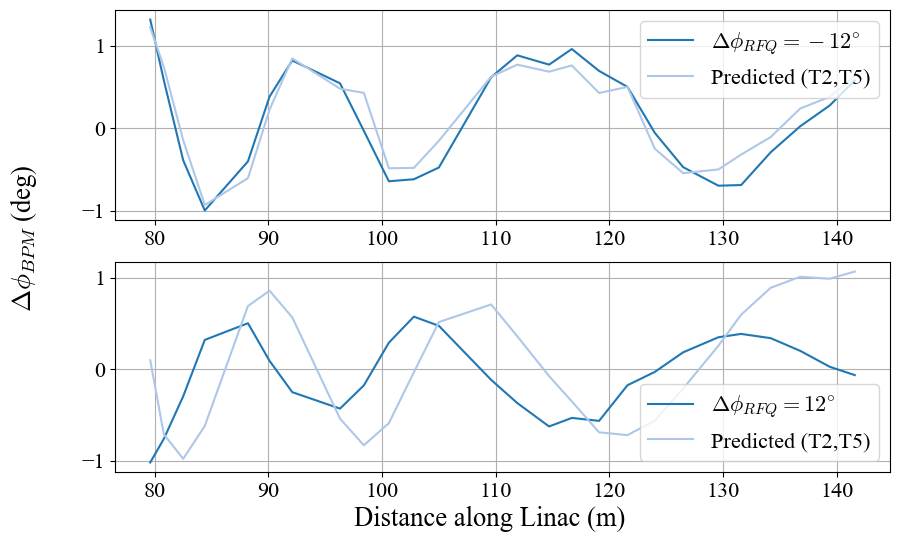 1
0
−1
80 90 100 110 120 130 140
Δϕ_RFQ = −12°
Predicted (T2,T5)
Δϕ_BPM (deg)
1
0
−1
80 90 100 110 120 130 140
Δϕ_RFQ = 12°
Predicted (T2,T5)
Distance along Linac (m)